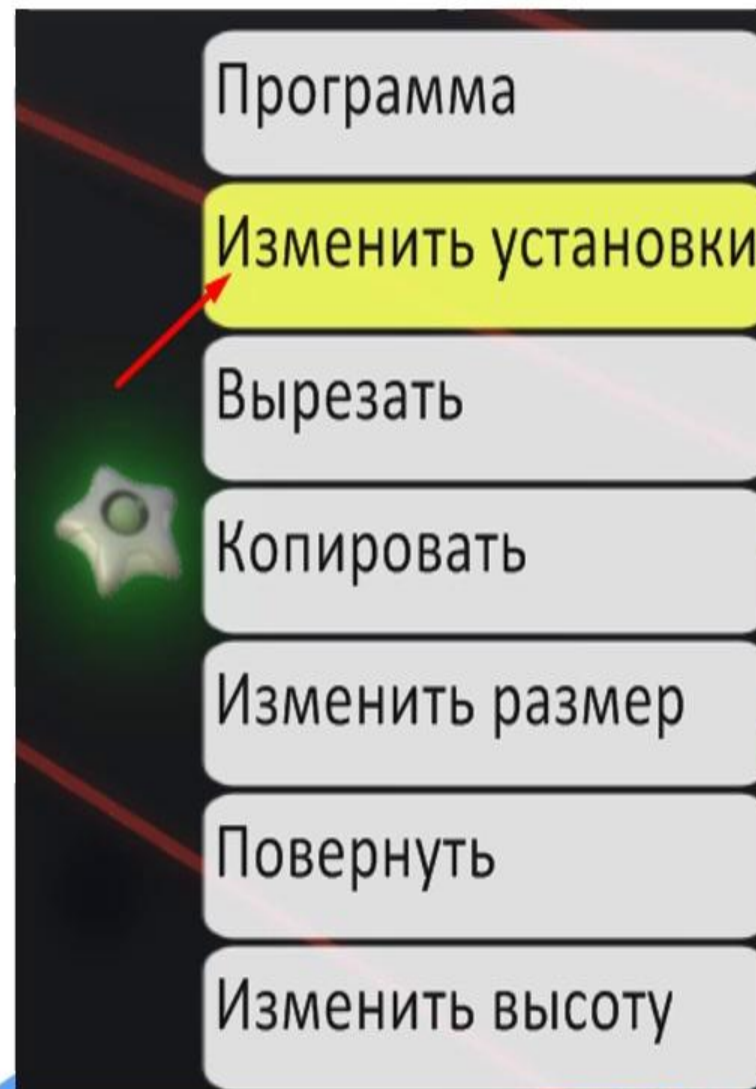 Программа
Изменить установки
Вырезать
Копировать
Изменить размер
Повернуть
Изменить высоту